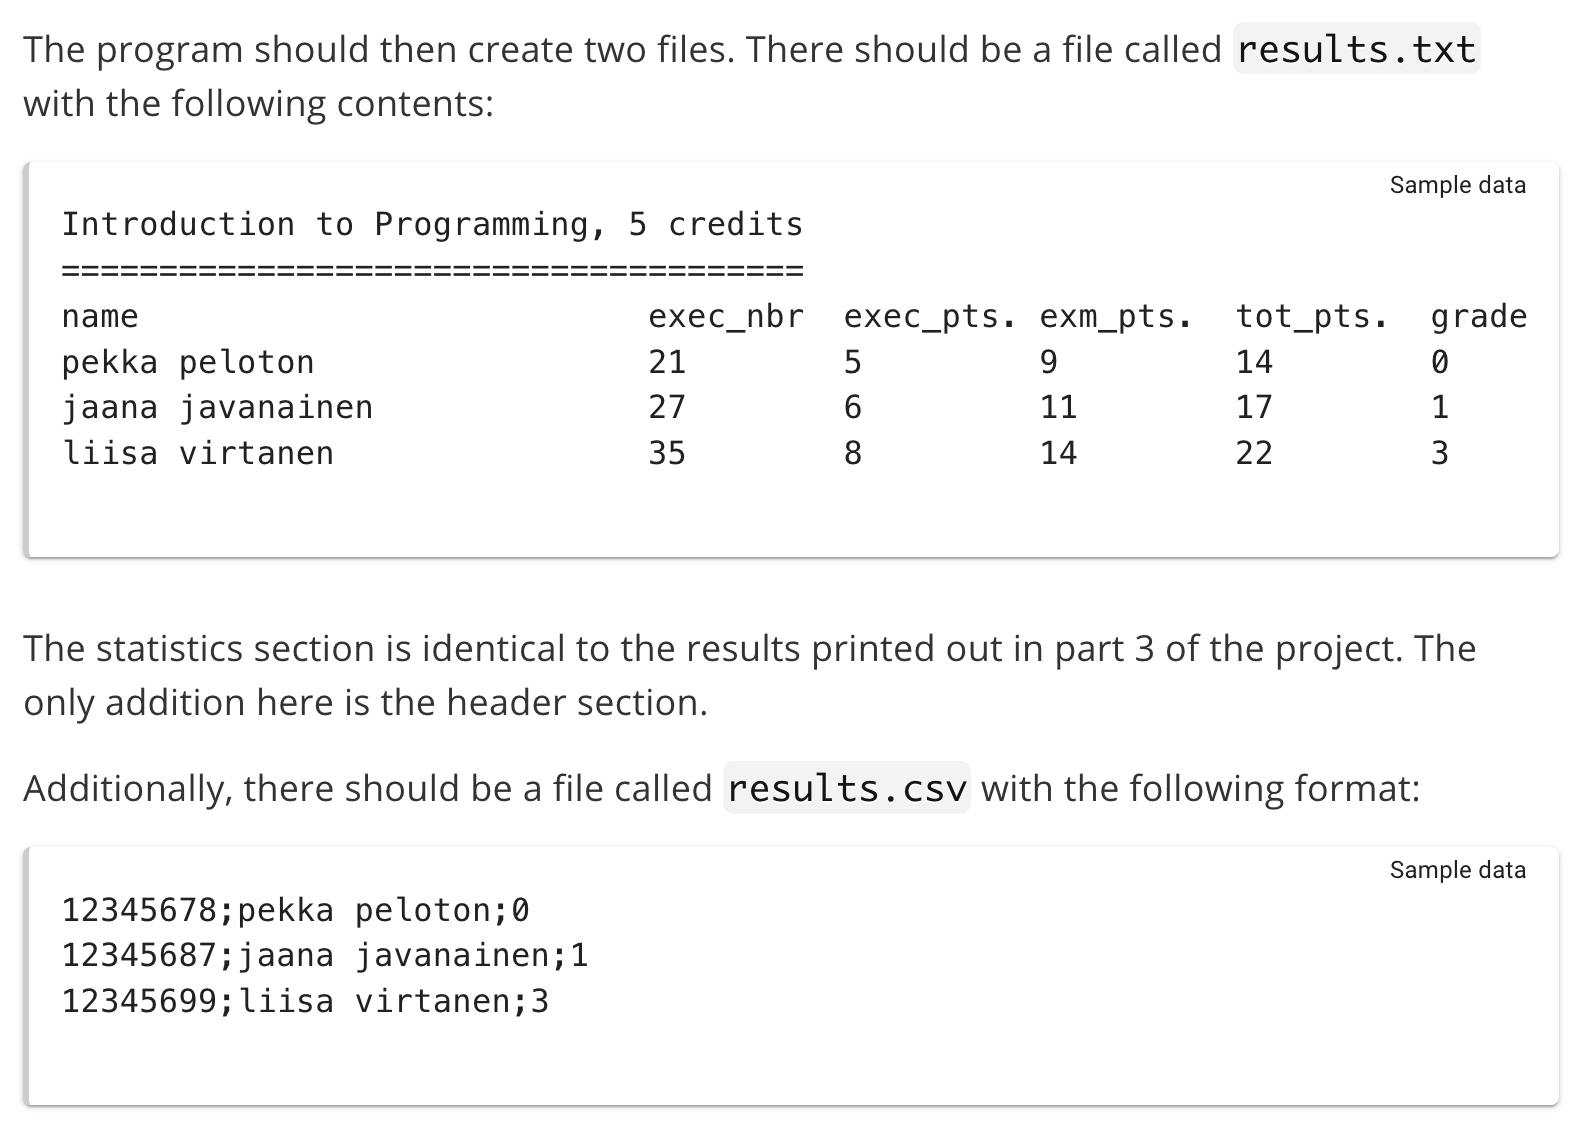 The program should then create two files. There should be a file called results.txt
with the following contents:
Sample data
Introduction to Programming, 5 credits
======================================
name                          exec_nbr  exec_pts. exm_pts.  tot_pts.  grade
pekka peloton                 21        5         9         14        0
jaana javanainen              27        6         11        17        1
liisa virtanen                35        8         14        22        3
The statistics section is identical to the results printed out in part 3 of the project. The
only addition here is the header section.
Additionally, there should be a file called results.csv with the following format:
Sample data
12345678;pekka peloton;0
12345687;jaana javanainen;1
12345699;liisa virtanen;3